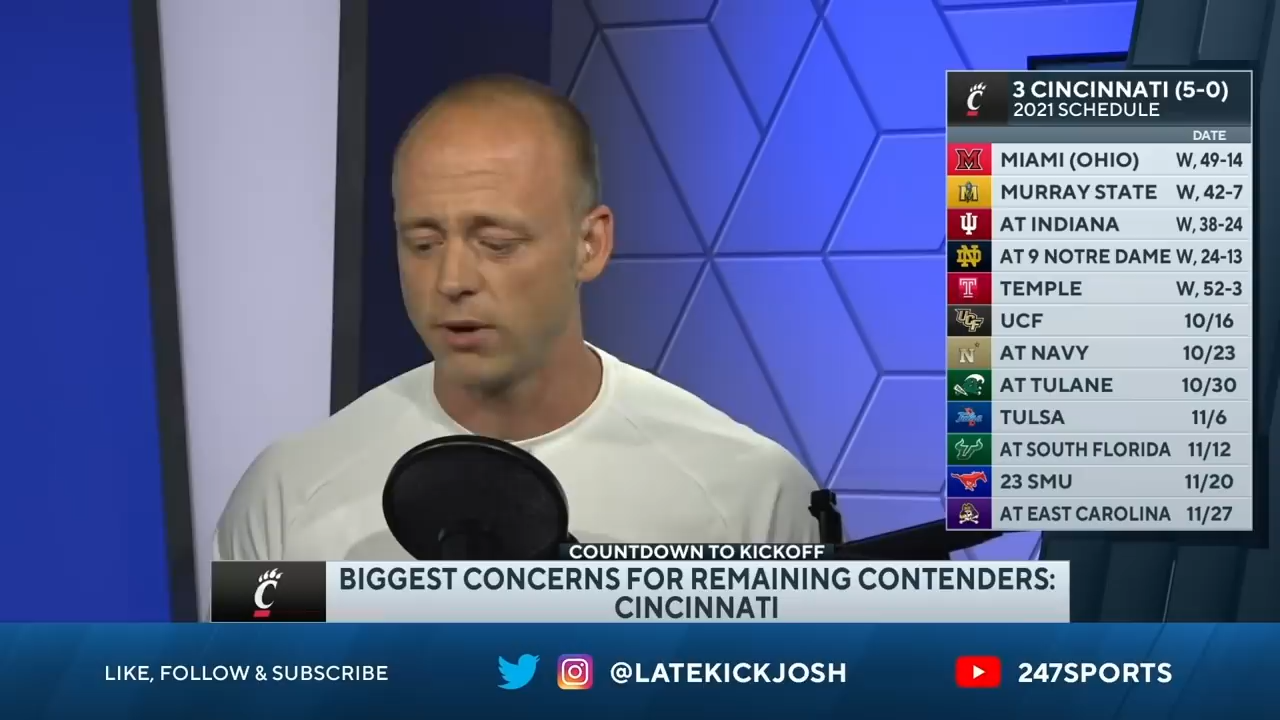 3 CINCINNATI (5-0)
2021 SCHEDULE
DATE
MIAMI (OHIO) W, 49-14
MURRAY STATE W, 42-7
AT INDIANA W, 38-24
AT 9 NOTRE DAME W, 24-13
TEMPLE W, 52-3
UCF 10/16
AT NAVY 10/23
AT TULANE 10/30
TULSA 11/6
AT SOUTH FLORIDA 11/12
23 SMU 11/20
AT EAST CAROLINA 11/27
COUNTDOWN TO KICKOFF
BIGGEST CONCERNS FOR REMAINING CONTENDERS:
CINCINNATI
LIKE, FOLLOW & SUBSCRIBE @LATEKICKJOSH 247SPORTS